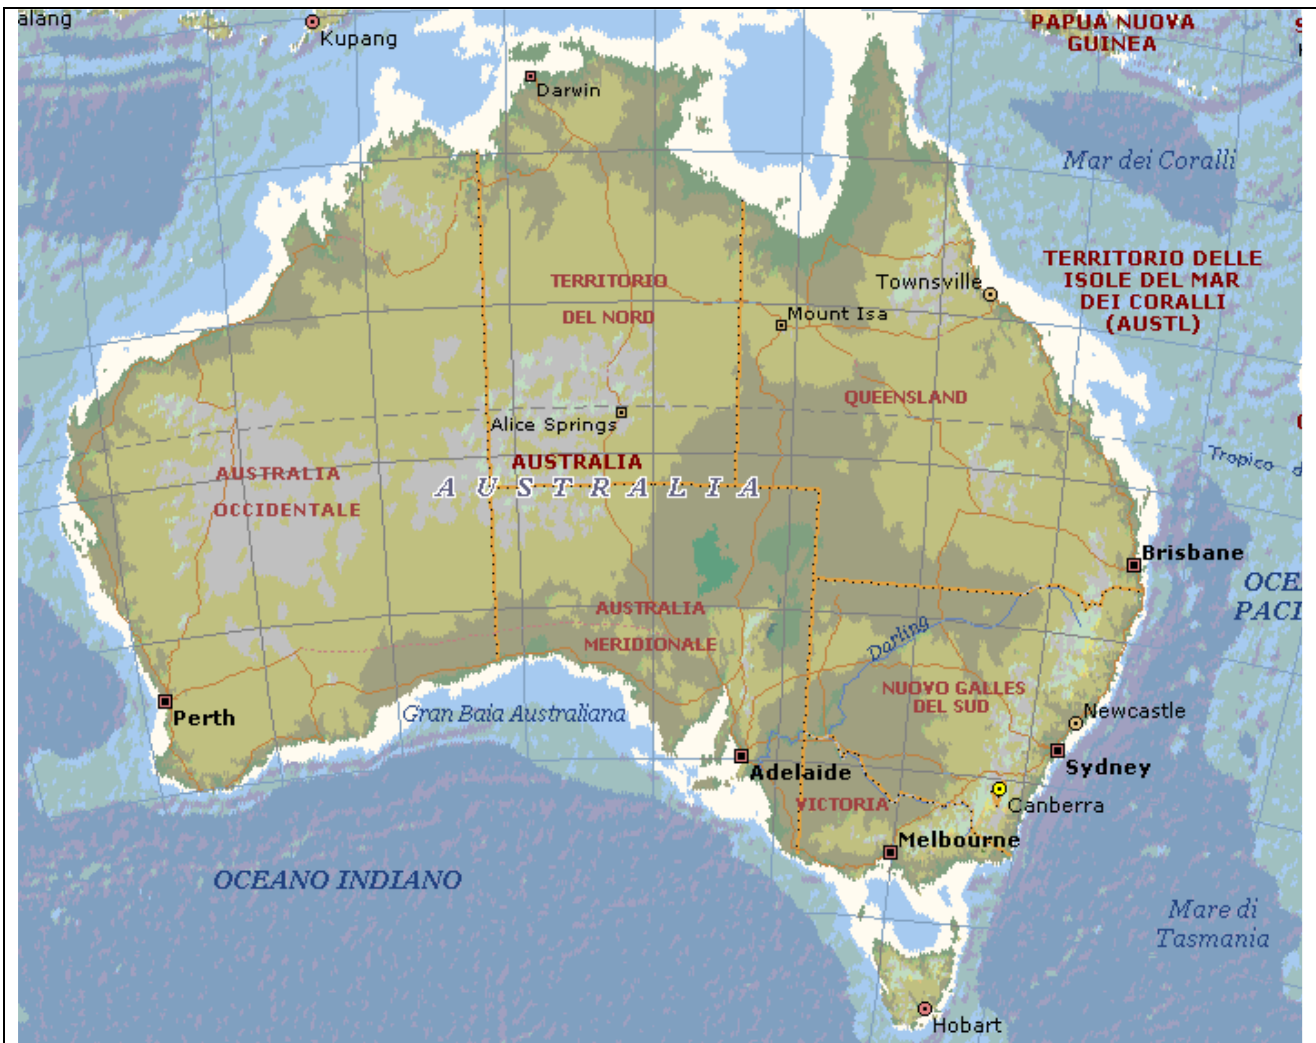 alang
Kupang
PAPUA NUOVA
GUINEA
Darwin
Mar dei Coralli
TERRITORIO DELLE
ISOLE DEL MAR
DEI CORALLI
(AUSTL)
TERRITORIO
DEL NORD
Townsville
Mount Isa
QUEENSLAND
Alice Springs
Tropico d
AUSTRALIA
OCCIDENTALE
AUSTRALIA
AUSTRALIA
Brisbane
OCE
PACI
AUSTRALIA
MERIDIONALE
Darling
NUOVO GALLES
DEL SUD
Perth
Gran Baia Australiana
Newcastle
Adelaide
Sydney
VICTORIA
Canberra
Melbourne
OCEANO INDIANO
Mare di
Tasmania
Hobart